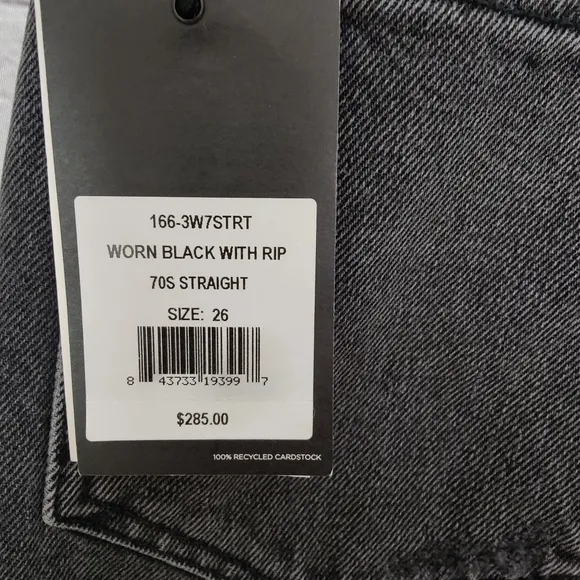 166-3W7STRT
WORN BLACK WITH RIP
70S STRAIGHT
SIZE: 26
8 43733 19399 7
$285.00
100% RECYCLED CARDSTOCK